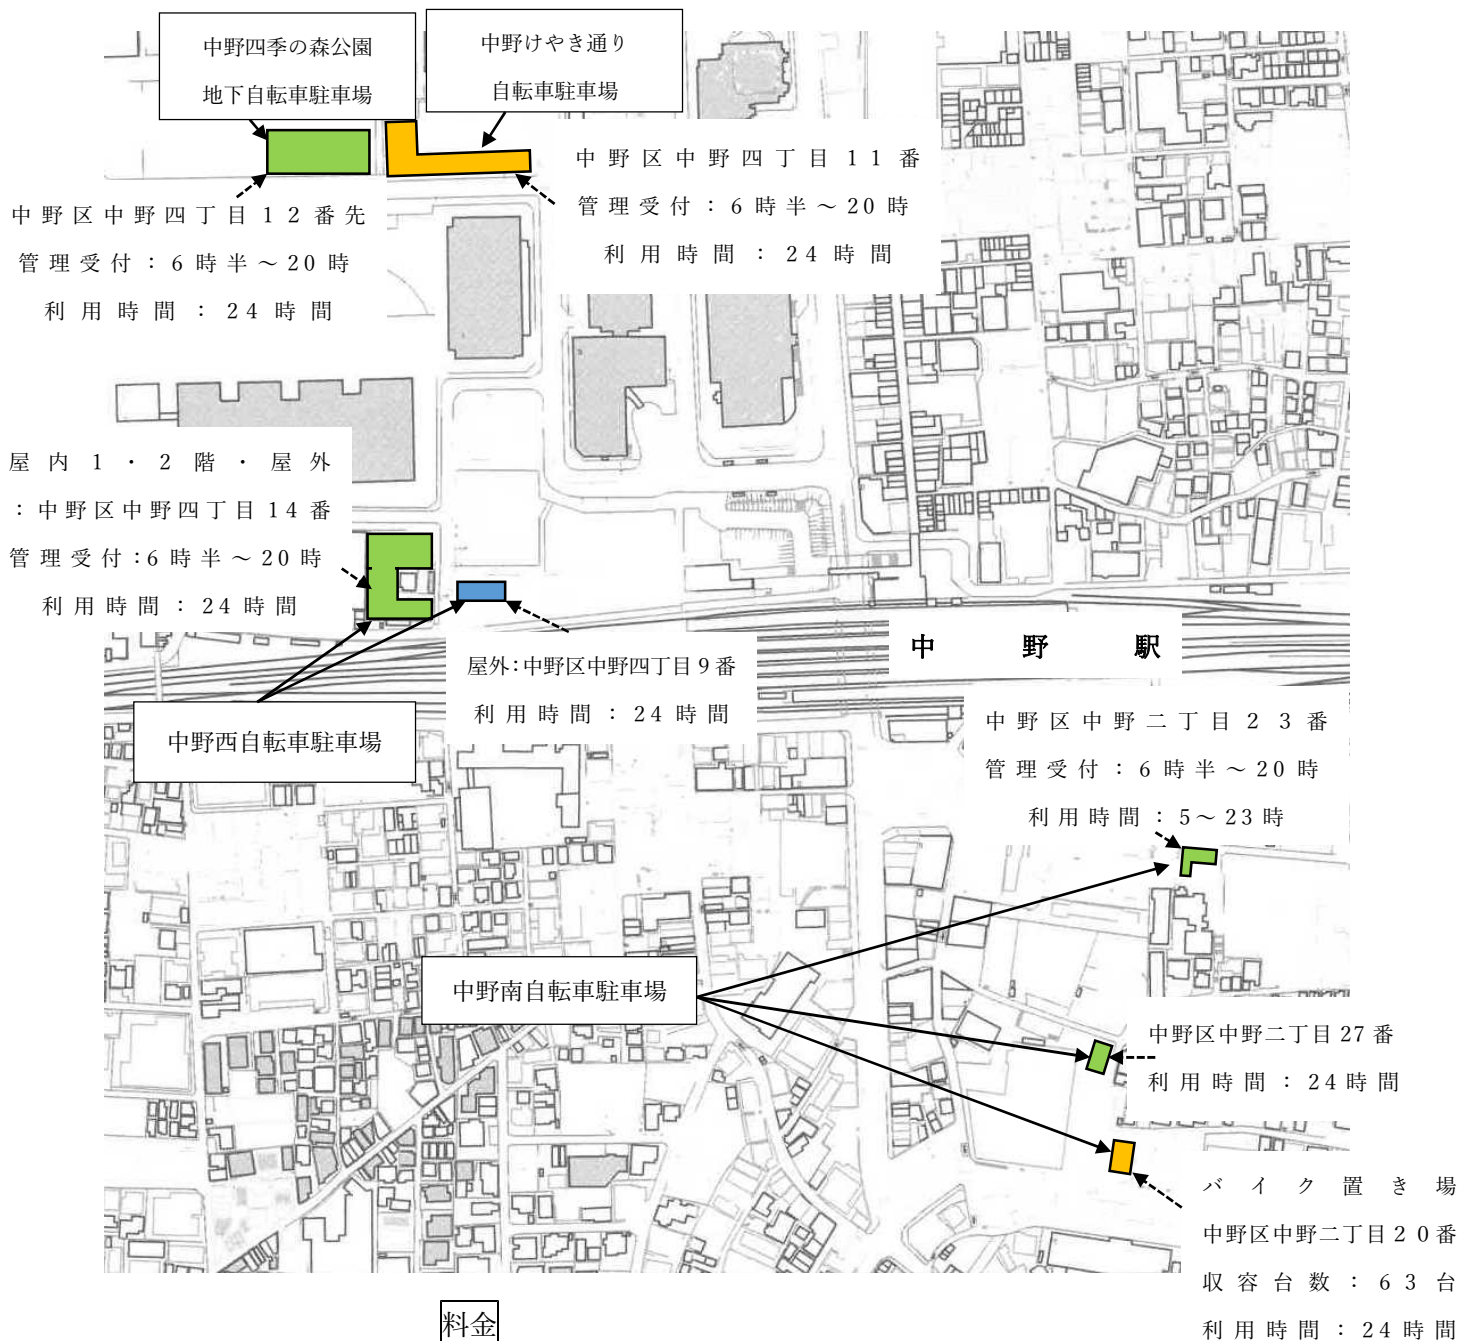 中野四季の森公園
地下自転車駐車場
中野けやき通り
自転車駐車場
中野区中野四丁目11番
管理受付：6時半～20時
利用時間：24時間
中野区中野四丁目12番先
管理受付：6時半～20時
利用時間：24時間
屋内1・2階・屋外
：中野区中野四丁目14番
管理受付：6時半～20時
利用時間：24時間
中野駅
屋外：中野区中野四丁目9番
利用時間：24時間
中野西自転車駐車場
中野区中野二丁目２３番
管理受付：6時半～20時
利用時間：5～23時
中野南自転車駐車場
中野区中野二丁目27番
利用時間：24時間
バイク置き場
中野区中野二丁目２０番
収容台数：６３台
利用時間：24時間
料金